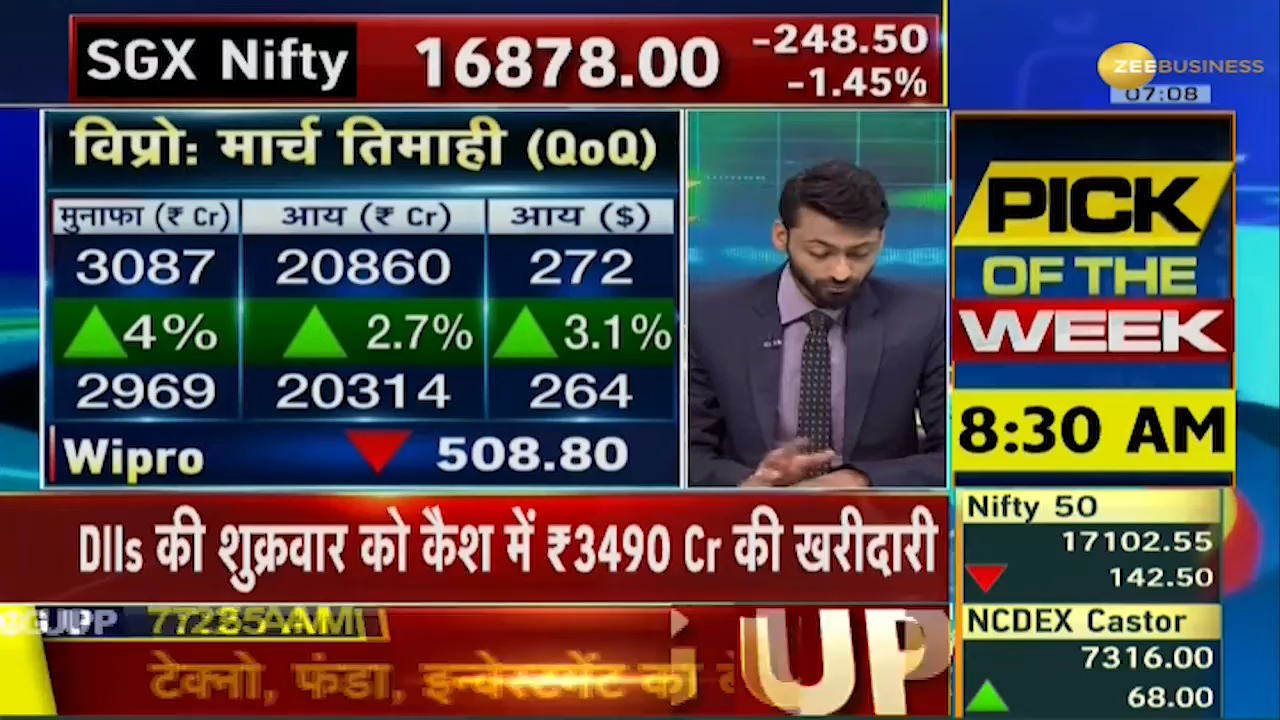 SGX Nifty 16878.00 -248.50
-1.45%
ZEEBUSINESS
07:08
विप्रो: मार्च तिमाही (QoQ)
मुनाफा (₹ Cr) आय (₹ Cr) आय ($)
3087 20860 272
4% 2.7% 3.1%
2969 20314 264
Wipro 508.80
PICK
OF THE
WEEK
8:30 AM
DIIs की शुक्रवार को कैश में ₹3490 Cr की खरीदारी
Nifty 50
17102.55
142.50
NCDEX Castor
7316.00
68.00
UP
टेक्नो, फंडा, इन्वेस्टमेंट का